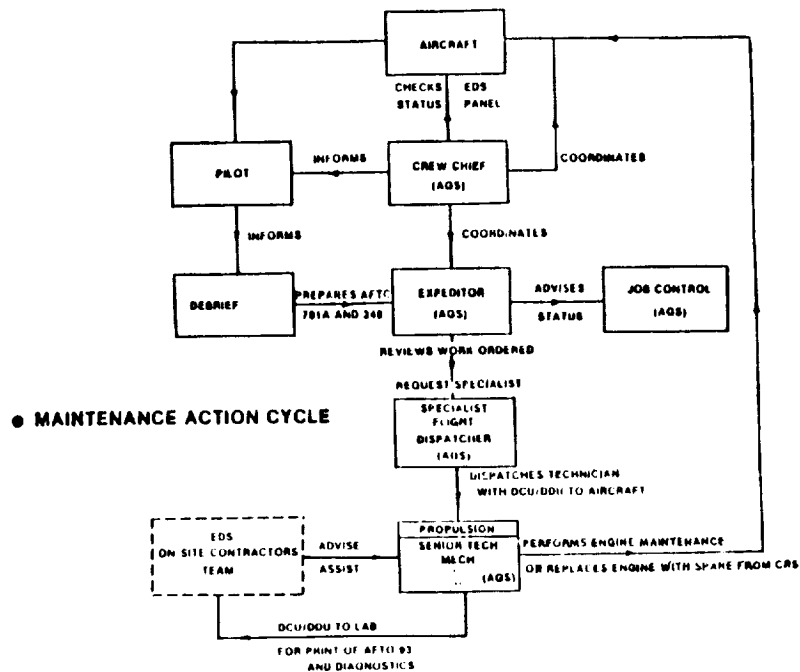 AIRCRAFT
CHECKS EDS
STATUS PANEL
PILOT
INFORMS
CREW CHIEF
(AGS)
COORDINATES
INFORMS
COORDINATES
DEBRIEF
PREPARES AFTO
781A AND 349
EXPEDITOR
(AGS)
ADVISES
STATUS
JOB CONTROL
(AGS)
REVIEWS WORK ORDERED
REQUEST SPECIALIST
● MAINTENANCE ACTION CYCLE
SPECIALIST
FLIGHT
DISPATCHER
(AGS)
DISPATCHES TECHNICIAN
WITH DCU/DDU TO AIRCRAFT
EDS
ON SITE CONTRACTORS
TEAM
ADVISE
ASSIST
PROPULSION
SENIOR TECH
MECH
(AGS)
PERFORMS ENGINE MAINTENANCE
OR REPLACES ENGINE WITH SPARE FROM CRS
DCU/DDU TO LAB
FOR PRINT OF AFTO 93
AND DIAGNOSTICS